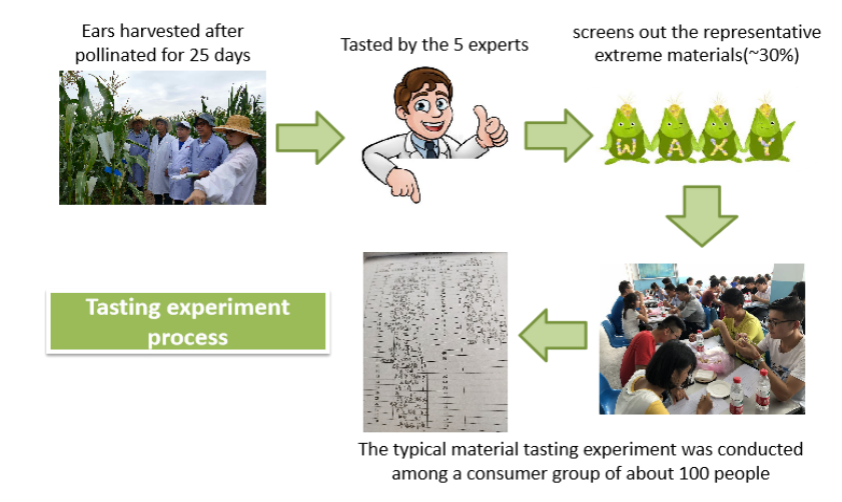 Ears harvested after
pollinated for 25 days
Tasted by the 5 experts
screens out the representative
extreme materials(~30%)
WAXY
Tasting experiment
process
The typical material tasting experiment was conducted
among a consumer group of about 100 people